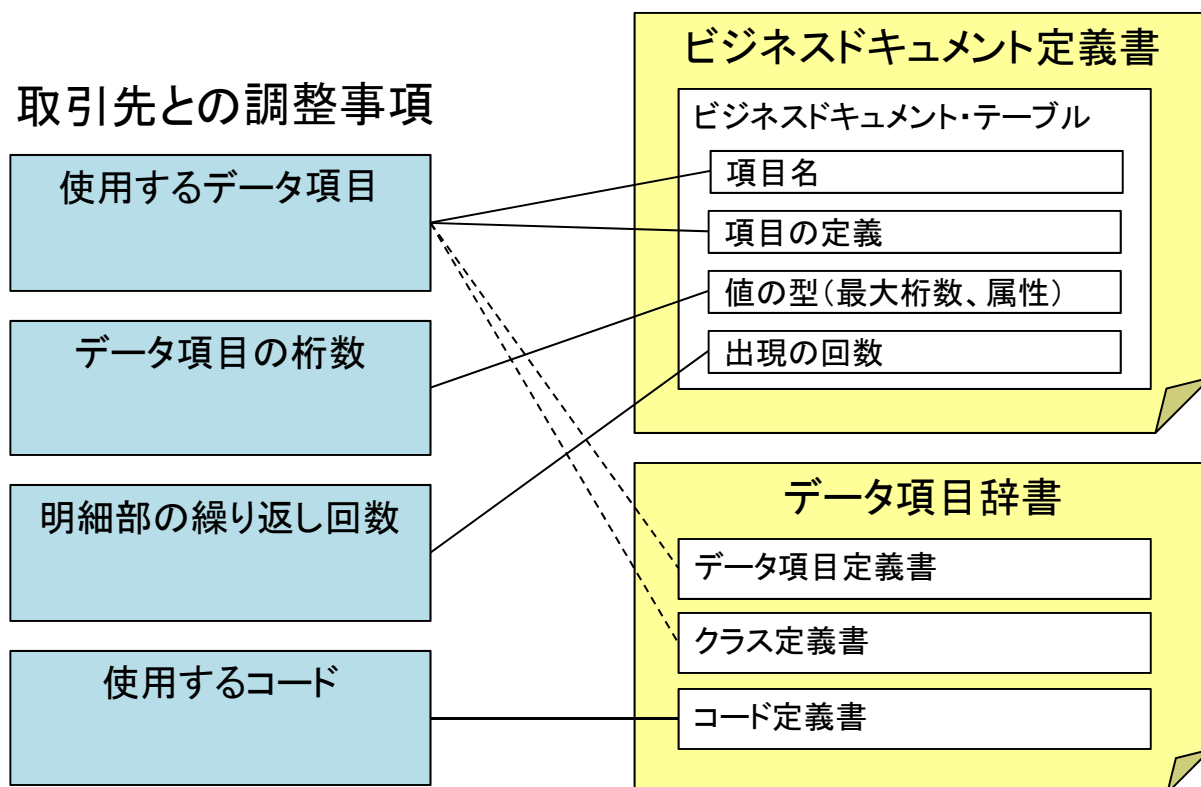 取引先との調整事項
使用するデータ項目
データ項目の桁数
明細部の繰り返し回数
使用するコード
ビジネスドキュメント定義書
ビジネスドキュメント・テーブル
項目名
項目の定義
値の型(最大桁数、属性)
出現の回数
データ項目辞書
データ項目定義書
クラス定義書
コード定義書